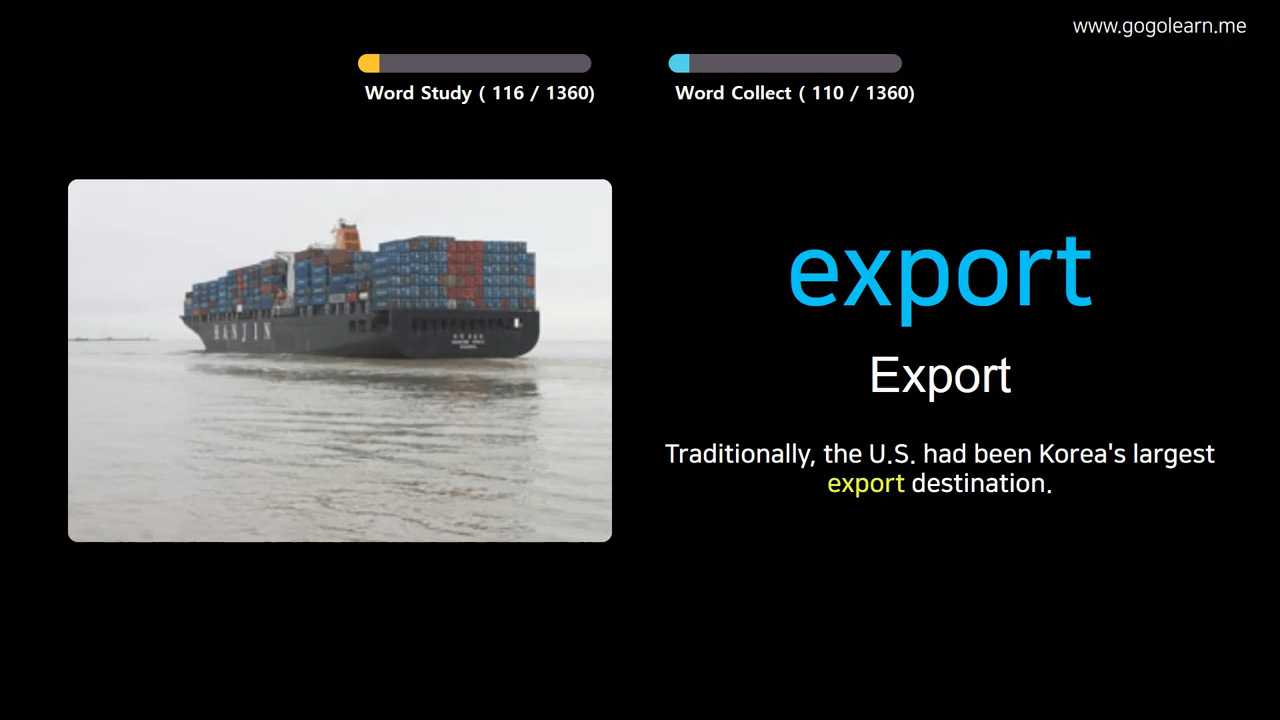 www.gogolearn.me
Word Study ( 116 / 1360)
Word Collect ( 110 / 1360)
HANJIN
export
Export
Traditionally, the U.S. had been Korea's largest
export destination.